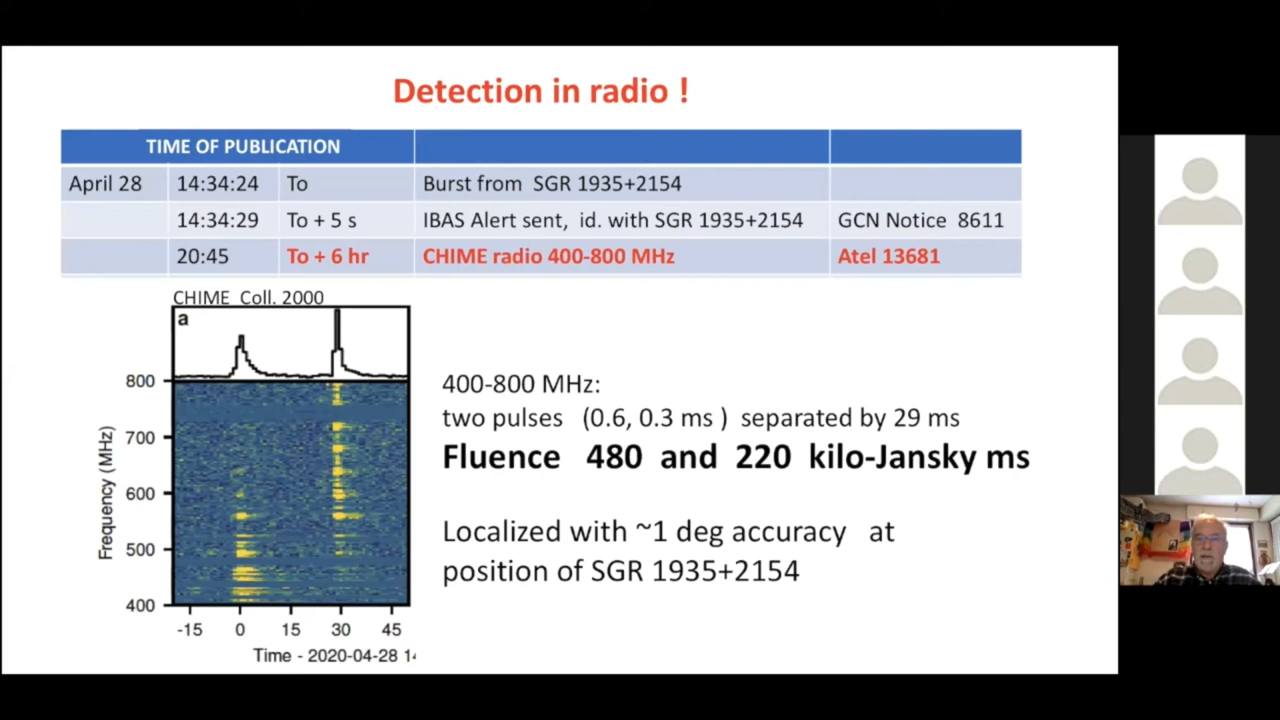 Detection in radio !
TIME OF PUBLICATION
April 28 14:34:24 To Burst from SGR 1935+2154
14:34:29 To + 5 s IBAS Alert sent, id. with SGR 1935+2154 GCN Notice 8611
20:45 To + 6 hr CHIME radio 400-800 MHz Atel 13681
CHIME Coll. 2000
a
800
700
600
500
400
Frequency (MHz)
-15 0 15 30 45
Time - 2020-04-28 14
400-800 MHz:
two pulses (0.6, 0.3 ms ) separated by 29 ms
Fluence 480 and 220 kilo-Jansky ms
Localized with ~1 deg accuracy at
position of SGR 1935+2154